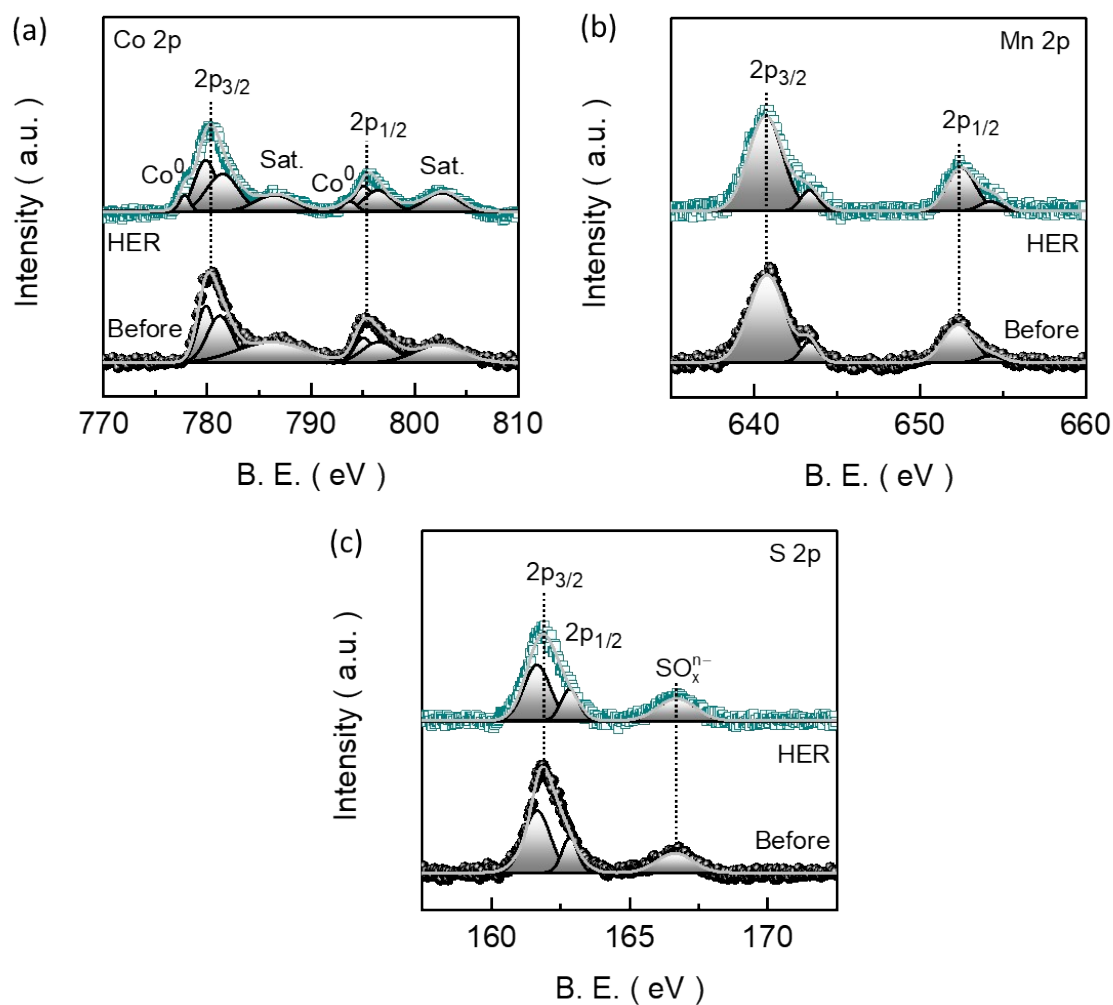 (a)
Co 2p
2p3/2
2p1/2
Co⁰
Sat.
Co⁰
Sat.
HER
Before
770 780 790 800 810
B. E. ( eV )
Intensity ( a.u. )
(b)
Mn 2p
2p3/2
2p1/2
HER
Before
640 650 660
B. E. ( eV )
Intensity ( a.u. )
(c)
S 2p
2p3/2
2p1/2
SOₓⁿ⁻
HER
Before
160 165 170
B. E. ( eV )
Intensity ( a.u. )